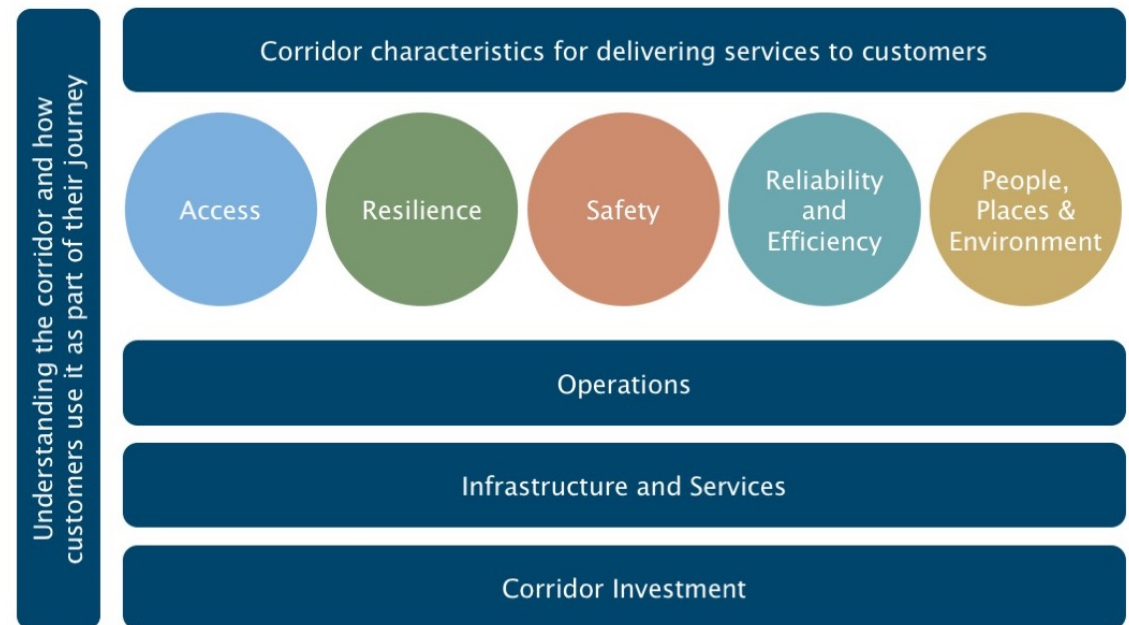 Understanding the corridor and how
customers use it as part of their journey
Corridor characteristics for delivering services to customers
Access
Resilience
Safety
Reliability
and
Efficiency
People,
Places &
Environment
Operations
Infrastructure and Services
Corridor Investment